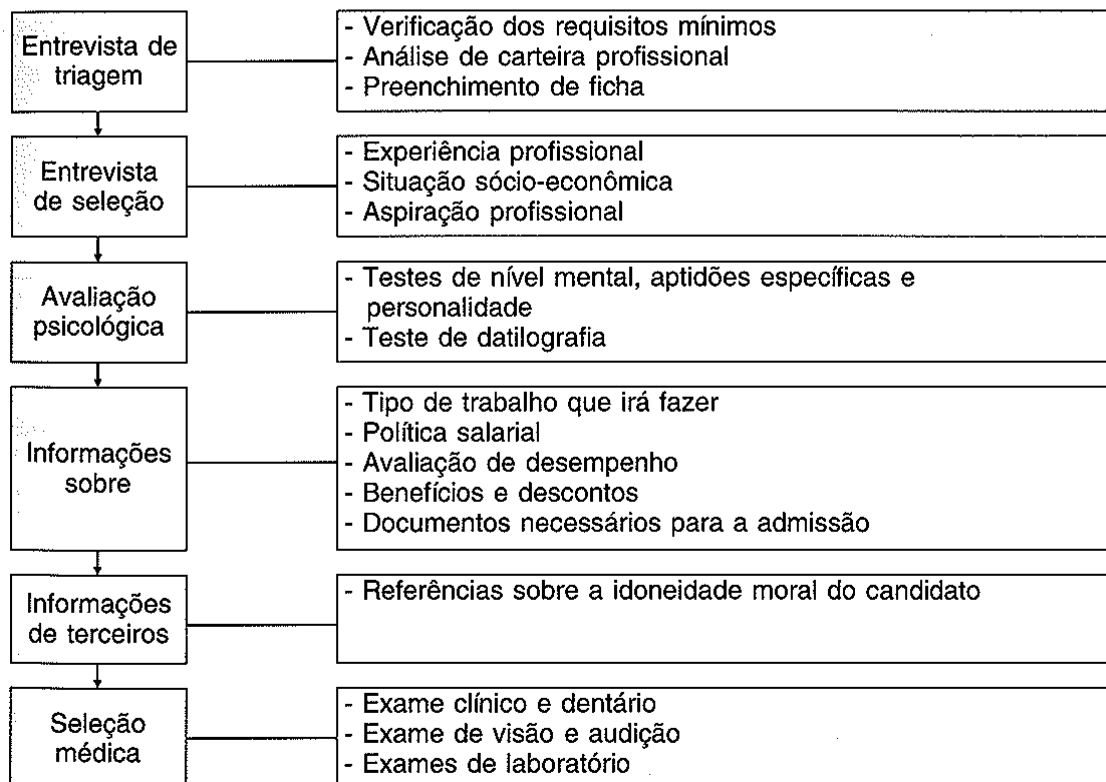 Entrevista de
triagem
- Verificação dos requisitos mínimos
- Análise de carteira profissional
- Preenchimento de ficha
Entrevista
de seleção
- Experiência profissional
- Situação sócio-econômica
- Aspiração profissional
Avaliação
psicológica
- Testes de nível mental, aptidões específicas e
personalidade
- Teste de datilografia
Informações
sobre
- Tipo de trabalho que irá fazer
- Política salarial
- Avaliação de desempenho
- Benefícios e descontos
- Documentos necessários para a admissão
Informações
de terceiros
- Referências sobre a idoneidade moral do candidato
Seleção
médica
- Exame clínico e dentário
- Exame de visão e audição
- Exames de laboratório